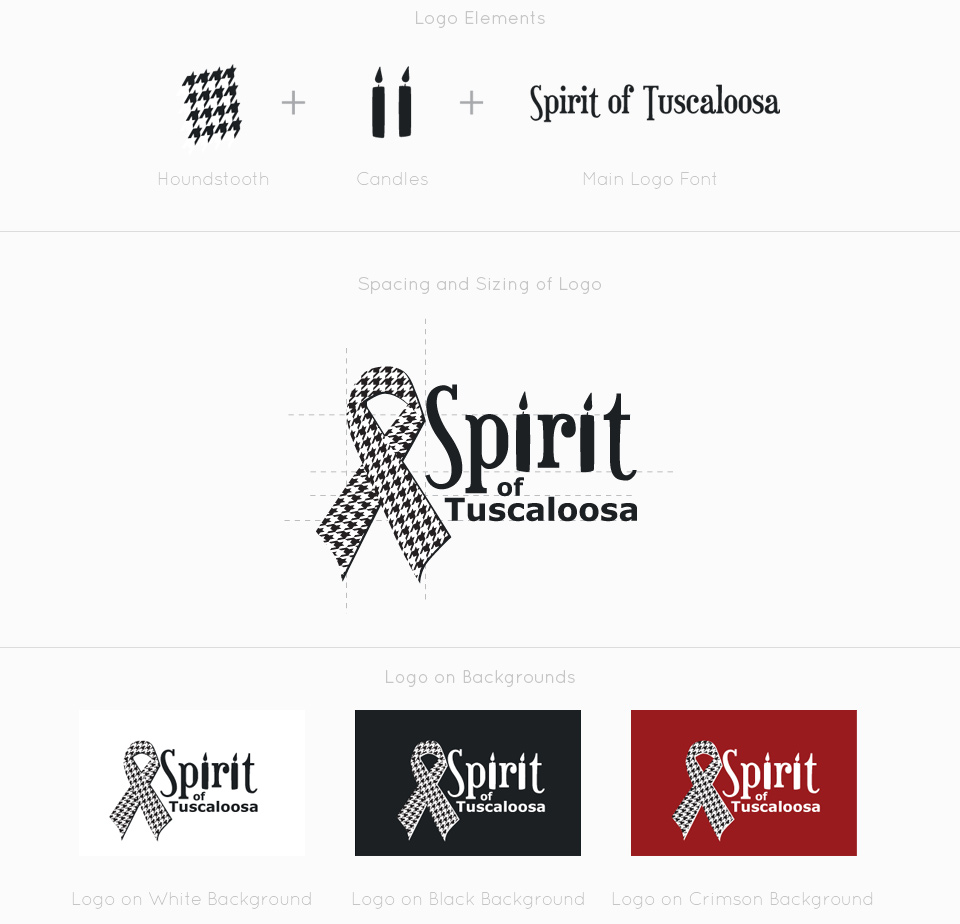 Logo Elements
Spirit of Tuscaloosa
Houndstooth
Candles
Main Logo Font
Spacing and Sizing of Logo
Spirit
of
Tuscaloosa
Logo on Backgrounds
Spirit
of
Tuscaloosa
Spirit
of
Tuscaloosa
Spirit
of
Tuscaloosa
Logo on White Background
Logo on Black Background
Logo on Crimson Background